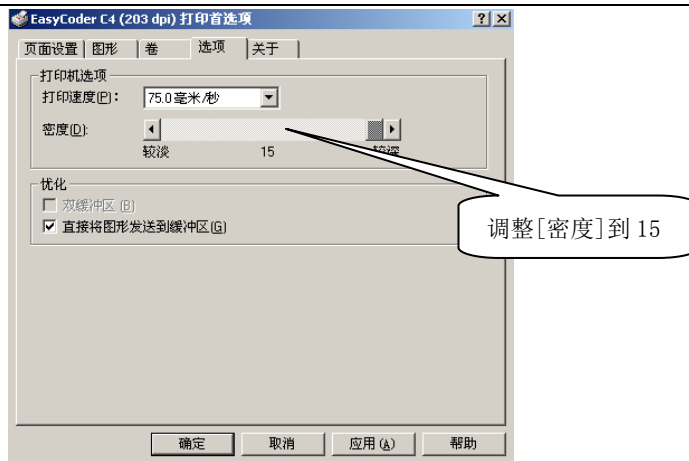 EasyCoder C4 (203 dpi) 打印首选项
页面设置 图形 卷 选项 关于
打印机选项
打印速度(P): 75.0 毫米/秒
密度(D):
较淡 15 较深
优化
双缓冲区 (B)
直接将图形发送到缓冲区(G)
调整[密度]到 15
确定 取消 应用(A) 帮助